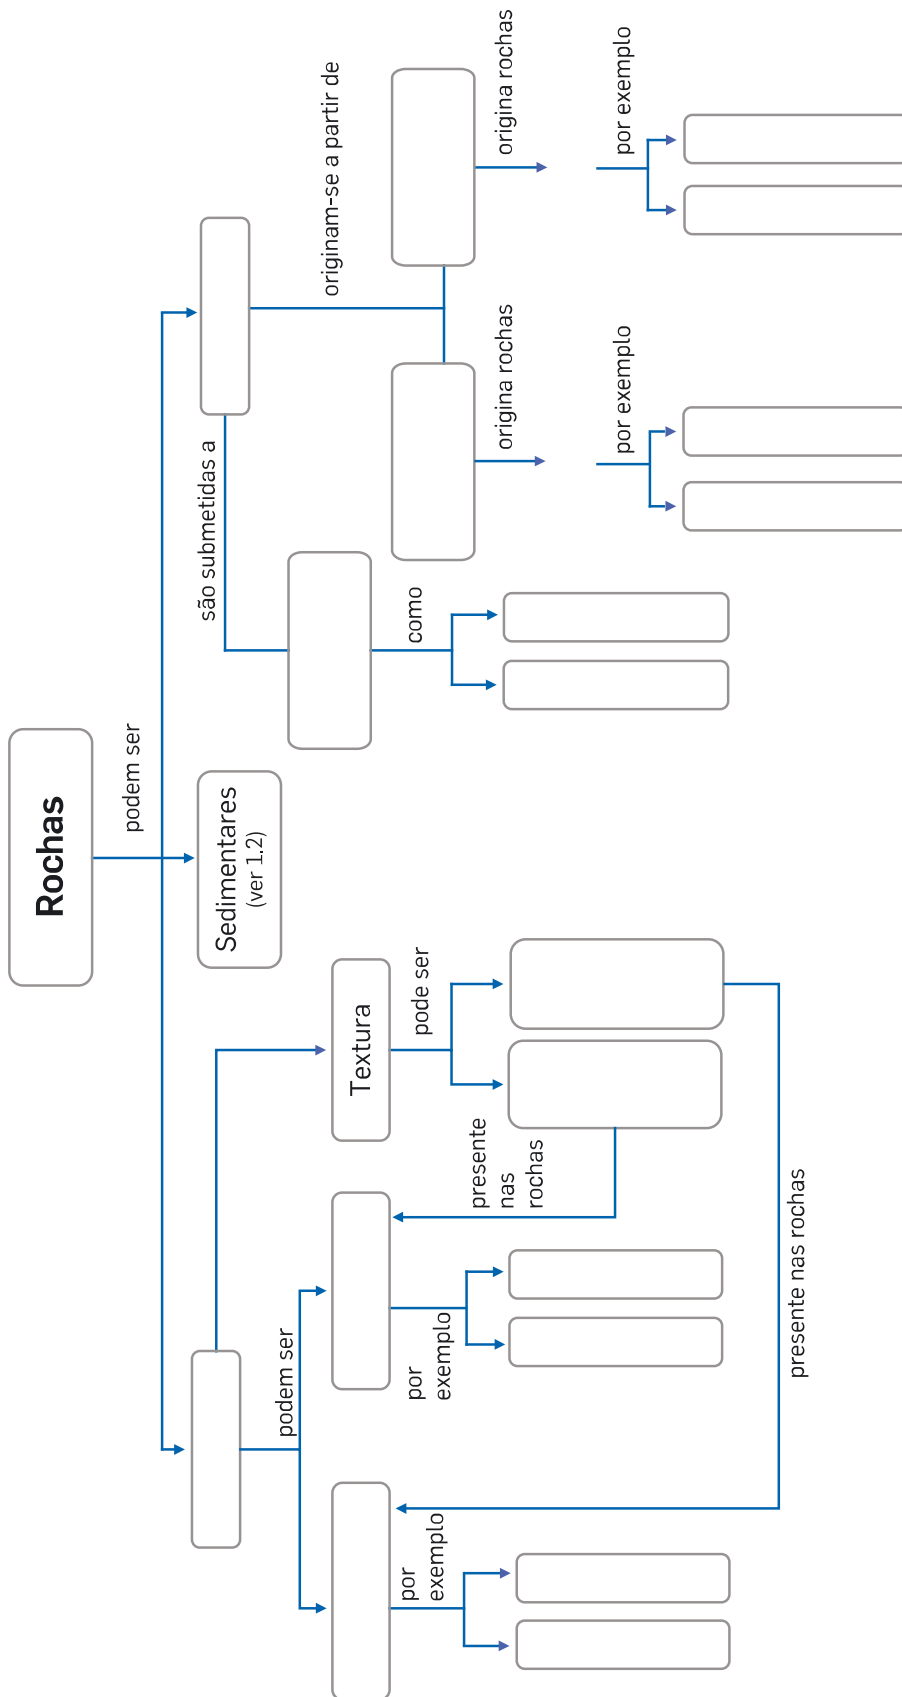 Rochas
podem ser
Sedimentares
(ver 1.2)
Textura
pode ser
presente
nas
rochas
presente nas rochas
podem ser
por
exemplo
por
exemplo
são submetidas a
como
originam-se a partir de
origina rochas
por exemplo
origina rochas
por exemplo